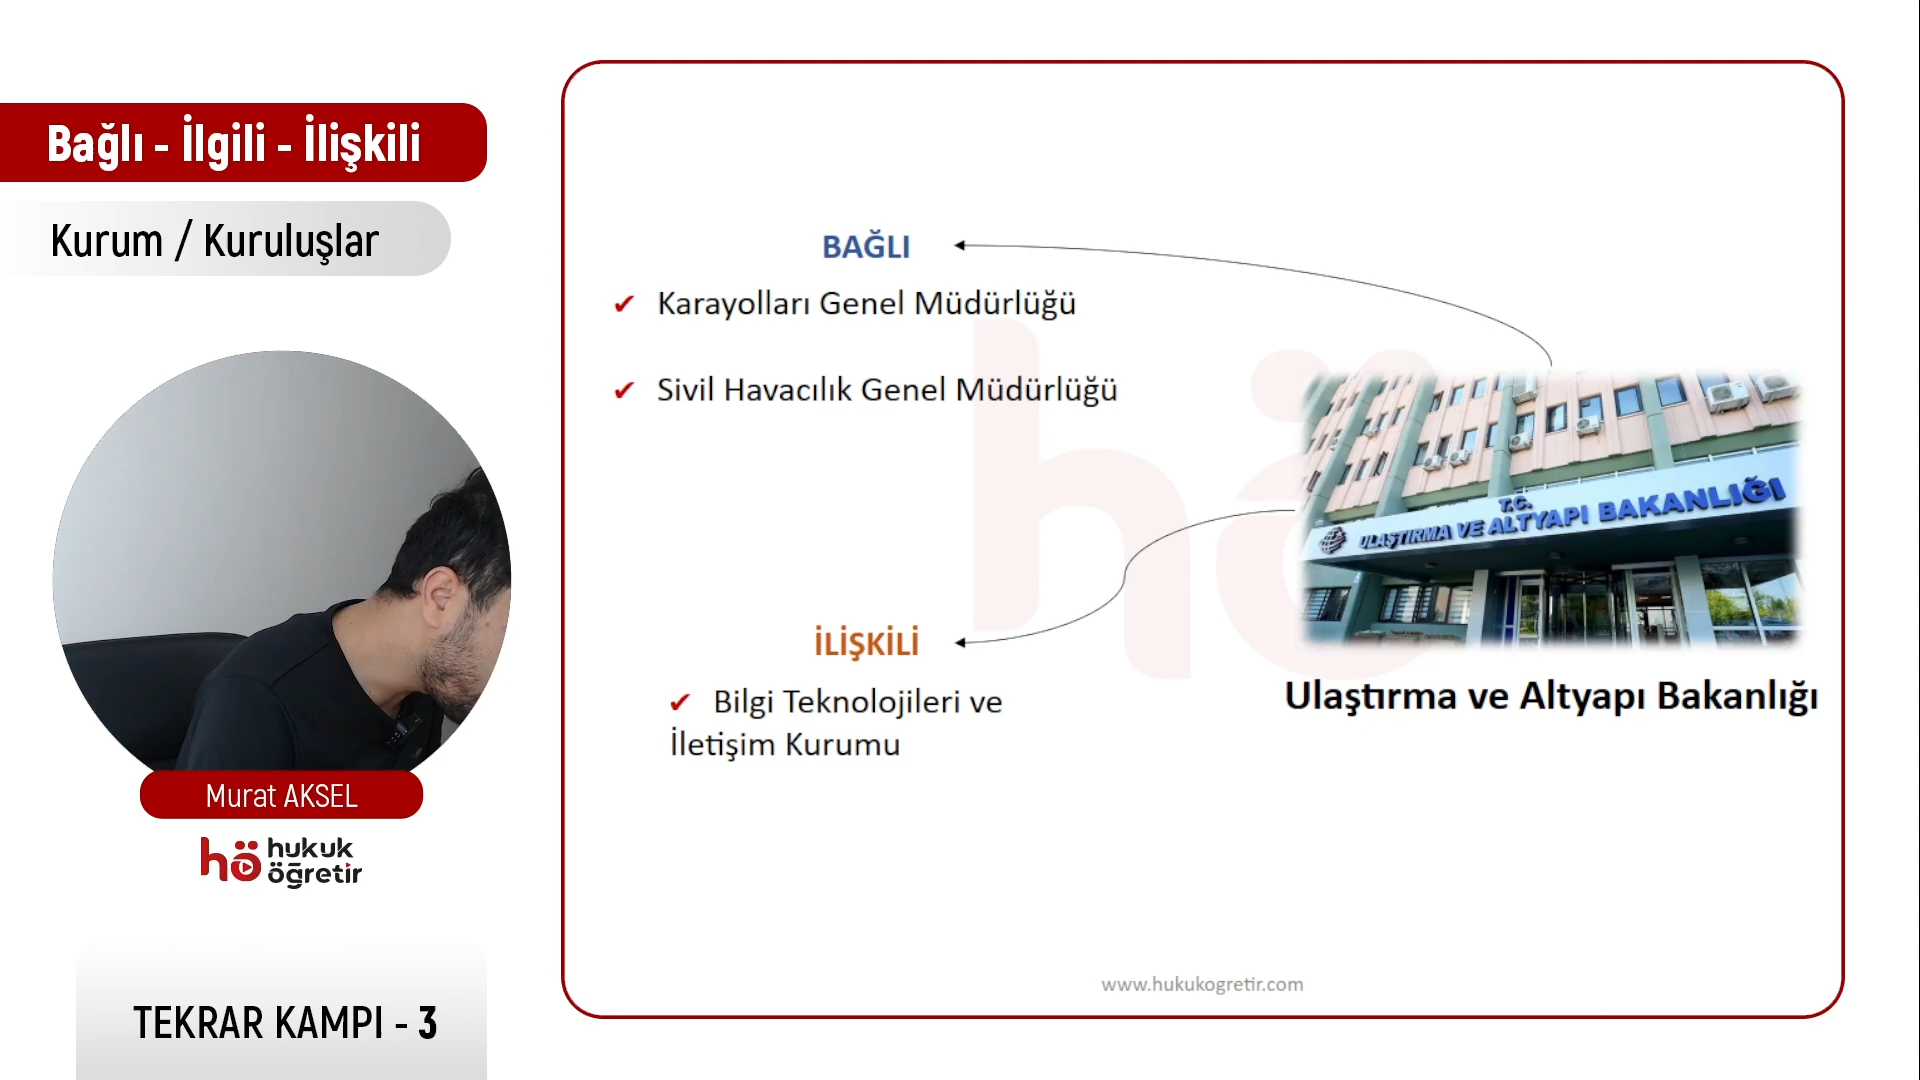 Bağlı - İlgili - İlişkili
Kurum / Kuruluşlar
Murat AKSEL
hö hukuk
öğretir
TEKRAR KAMPI - 3
BAĞLI
✔ Karayolları Genel Müdürlüğü
✔ Sivil Havacılık Genel Müdürlüğü
İLİŞKİLİ
✔ Bilgi Teknolojileri ve
İletişim Kurumu
T.C.
ULAŞTIRMA VE ALTYAPI BAKANLIĞI
Ulaştırma ve Altyapı Bakanlığı
www.hukukogretir.com